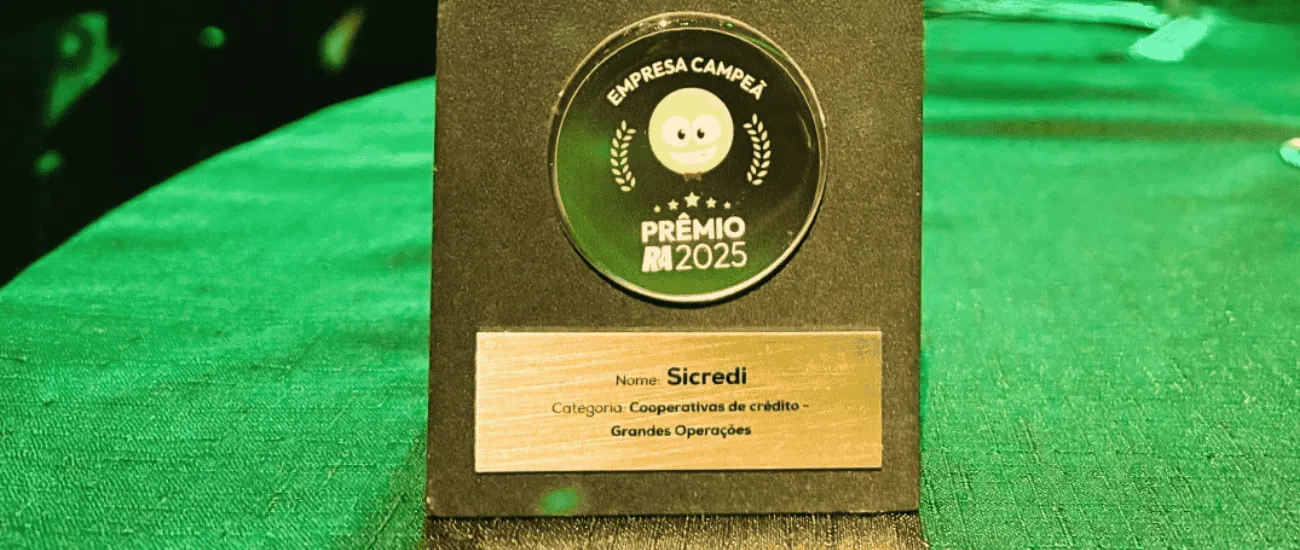 EMPRESA CAMPEÃ
PRÊMIO
RA 2025
Nome: Sicredi
Categoria: Cooperativas de crédito -
Grandes Operações